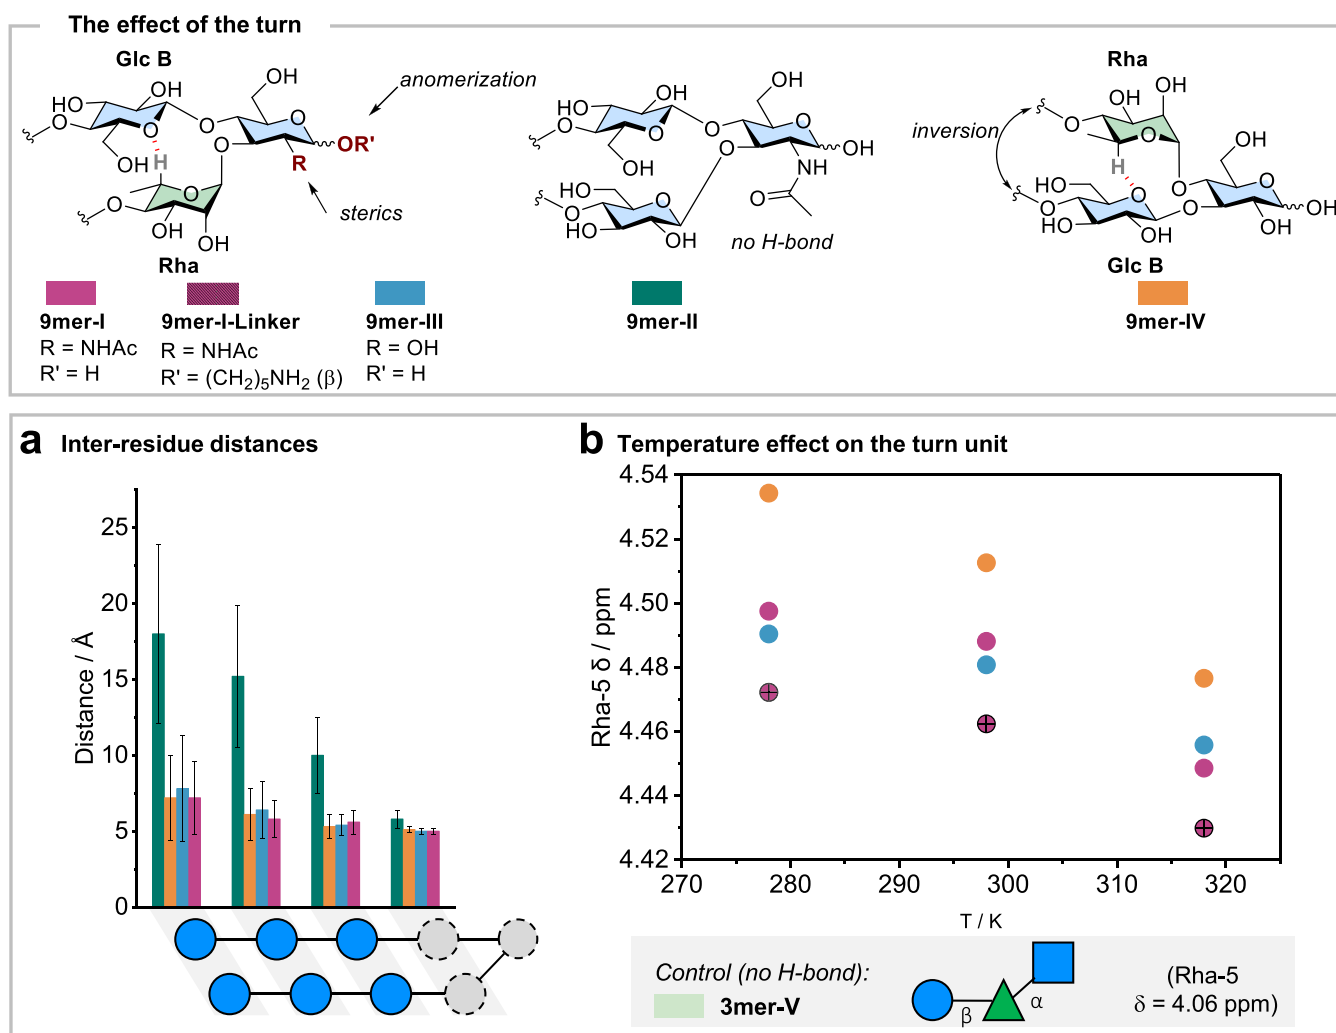 The effect of the turn
Glc B
OH
OH
HO
O
O
O
OH
H
O
O
anomerization
OR'
R
sterics
O
O
HO
OH
Rha
OH
OH
HO
O
O
O
OH
O
O
OH
NH
O
HO
O
O
HO
OH
no H-bond
Rha
OH
OH
inversion
O
O
H
HO
O
O
HO
OH
O
O
O
OH
OH
OH
Glc B
9mer-I
R = NHAc
R' = H
9mer-I-Linker
R = NHAc
R' = (CH2)5NH2 (β)
9mer-III
R = OH
R' = H
9mer-II
9mer-IV
a Inter-residue distances
Distance / Å
25
20
15
10
5
0
b Temperature effect on the turn unit
Rha-5 δ / ppm
4.54
4.52
4.50
4.48
4.46
4.44
4.42
270 280 290 300 310 320
T / K
Control (no H-bond):
3mer-V
β
α
(Rha-5
δ = 4.06 ppm)